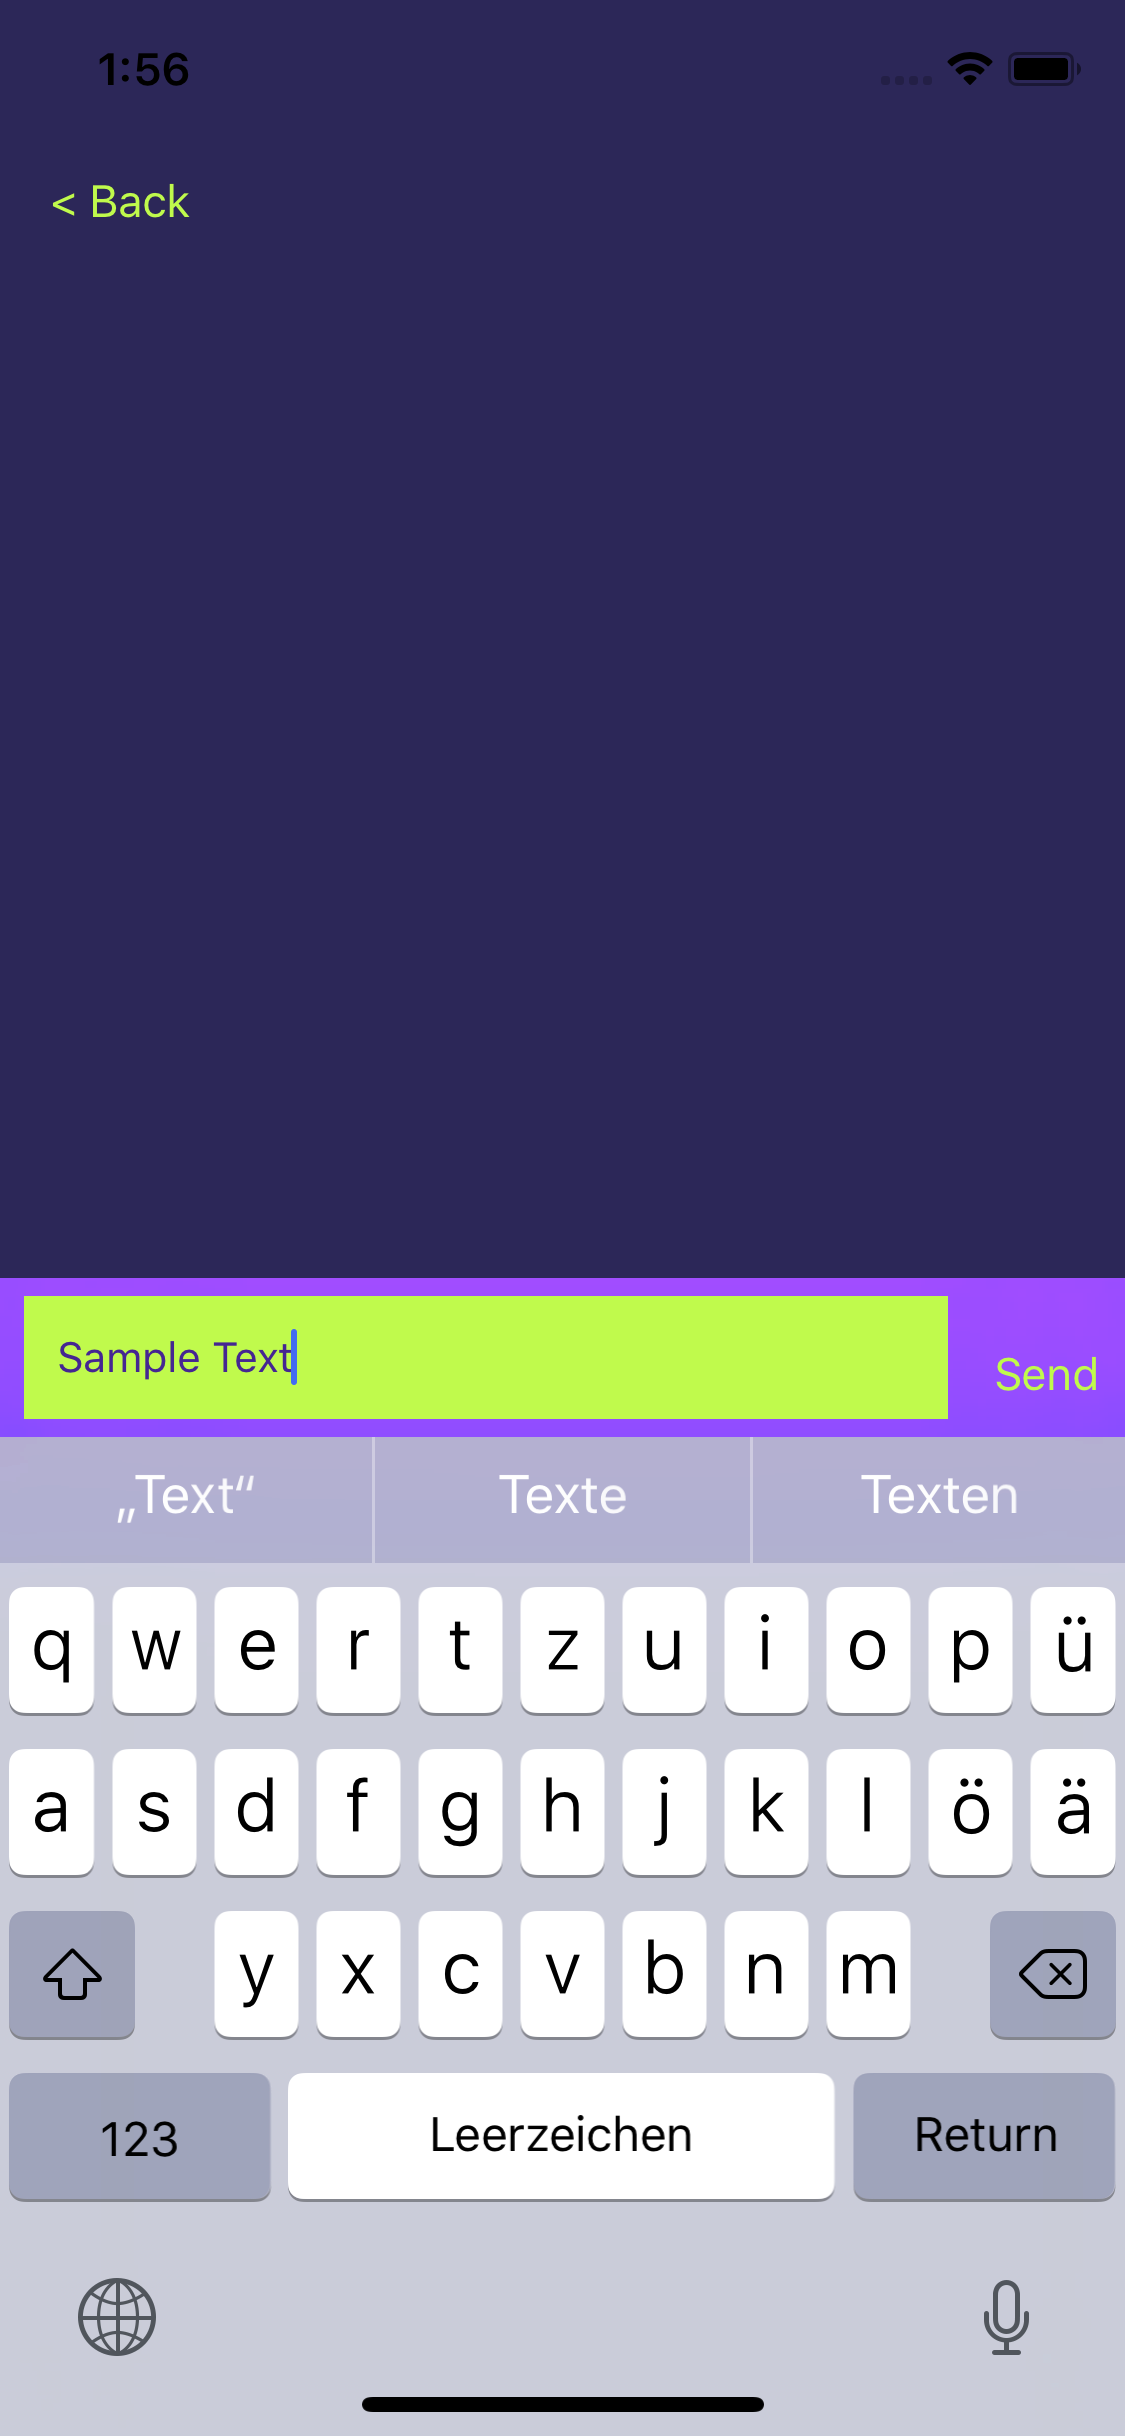 1:56
< Back
Sample Text
Send
„Text“ Texte Texten
q w e r t z u i o p ü
a s d f g h j k l ö ä
y x c v b n m
123 Leerzeichen Return